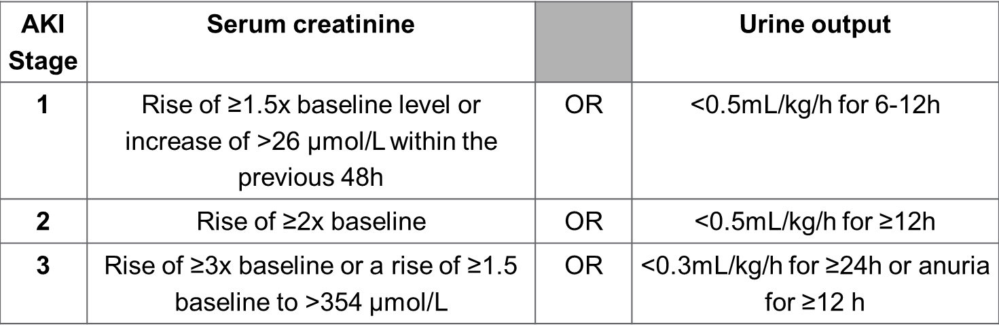 AKI Stage
Serum creatinine
Urine output
1
Rise of ≥1.5x baseline level or
increase of >26 μmol/L within the
previous 48h
OR
<0.5mL/kg/h for 6-12h
2
Rise of ≥2x baseline
OR
<0.5mL/kg/h for ≥12h
3
Rise of ≥3x baseline or a rise of ≥1.5
baseline to >354 μmol/L
OR
<0.3mL/kg/h for ≥24h or anuria
for ≥12 h